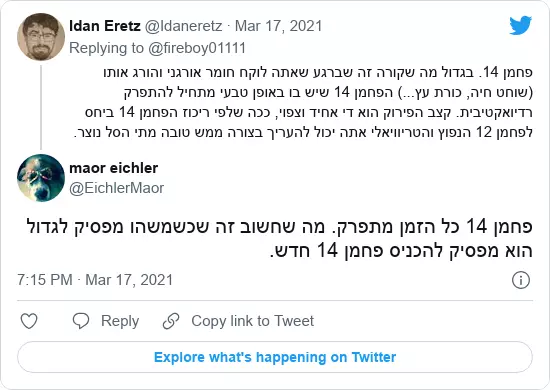 Idan Eretz @Idaneretz · Mar 17, 2021
Replying to @fireboy01111
פחמן 14. בגדול מה שקורה זה שברגע שאתה לוקח חומר אורגני והורג אותו
(שוחט חיה, כורת עץ...) הפחמן 14 שיש בו באופן טבעי מתחיל להתפרק
רדיואקטיבית. קצב הפירוק הוא די אחיד וצפוי, ככה שלפי ריכוז הפחמן 14 ביחס
לפחמן 12 הנפוץ והטריוויאלי אתה יכול להעריך בצורה ממש טובה מתי הסל נוצר.
maor eichler
@EichlerMaor
פחמן 14 כל הזמן מתפרק. מה שחשוב זה שכשמשהו מפסיק לגדול
הוא מפסיק להכניס פחמן 14 חדש.
7:15 PM · Mar 17, 2021
Reply
Copy link to Tweet
Explore what's happening on Twitter